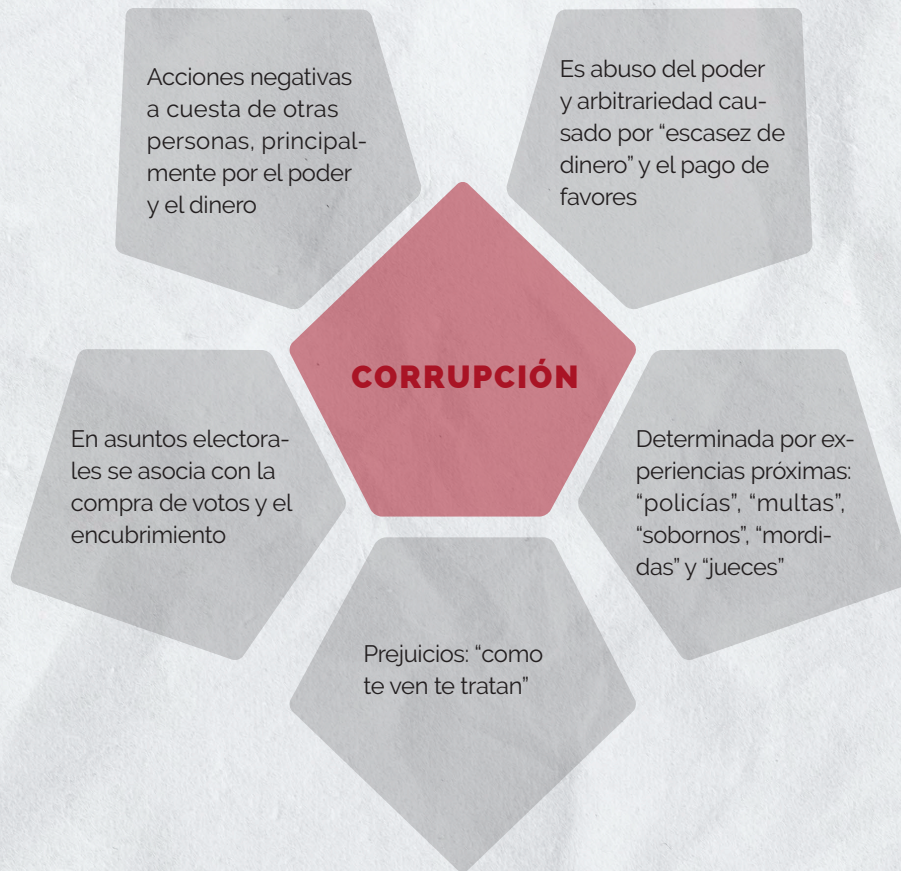 Acciones negativas
a cuesta de otras
personas, principal-
mente por el poder
y el dinero
Es abuso del poder
y arbitrariedad cau-
sado por “escasez de
dinero” y el pago de
favores
CORRUPCIÓN
En asuntos electora-
les se asocia con la
compra de votos y el
encubrimiento
Determinada por ex-
periencias próximas:
“policías”, “multas”,
“sobornos”, “mordi-
das” y “jueces”
Prejuicios: “como
te ven te tratan”